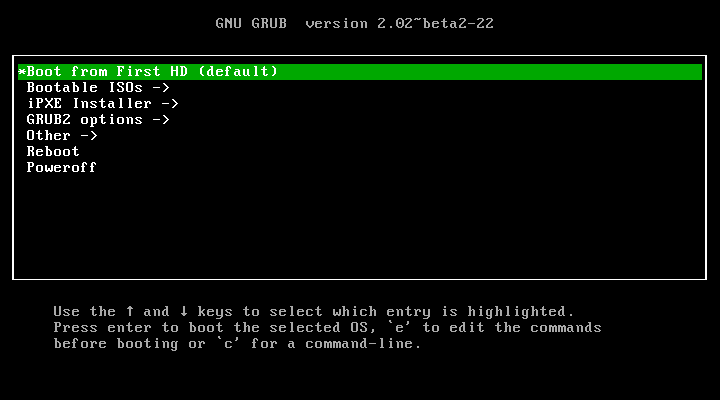 GNU GRUB  version 2.02~beta2-22
*Boot from First HD (default)
Bootable ISOs ->
iPXE Installer ->
GRUB2 options ->
Other ->
Reboot
Poweroff
Use the ↑ and ↓ keys to select which entry is highlighted.
Press enter to boot the selected OS, `e' to edit the commands
before booting or `c' for a command-line.